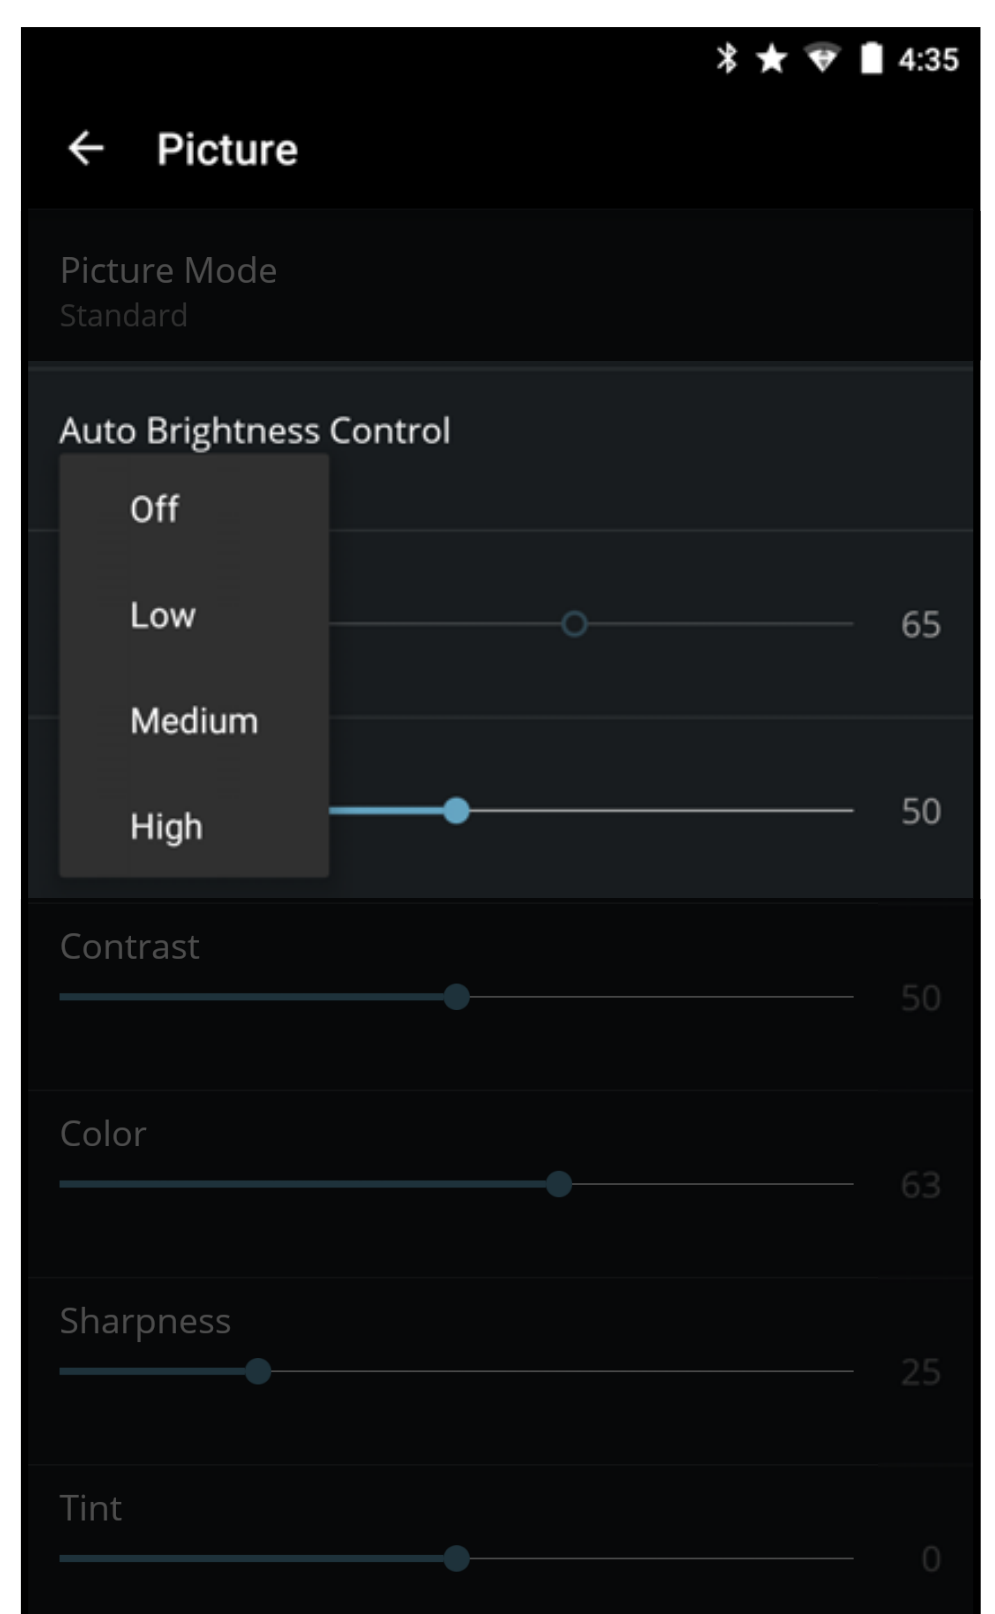 4:35
Picture
Picture Mode
Standard
Auto Brightness Control
Off
Low
65
Medium
50
High
Contrast
50
Color
63
Sharpness
25
Tint
0